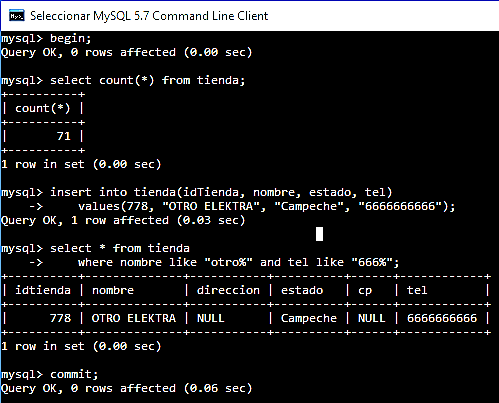 Seleccionar MySQL 5.7 Command Line Client
mysql> begin;
Query OK, 0 rows affected (0.00 sec)
mysql> select count(*) from tienda;
+----------+
| count(*) |
+----------+
|       71 |
+----------+
1 row in set (0.00 sec)
mysql> insert into tienda(idTienda, nombre, estado, tel)
    ->     values(778, "OTRO ELEKTRA", "Campeche", "6666666666");
Query OK, 1 row affected (0.03 sec)
mysql> select * from tienda
    ->     where nombre like "otro%" and tel like "666%";
+----------+--------------+-----------+----------+------+------------+
| idtienda | nombre       | direccion | estado   | cp   | tel        |
+----------+--------------+-----------+----------+------+------------+
|      778 | OTRO ELEKTRA | NULL      | Campeche | NULL | 6666666666 |
+----------+--------------+-----------+----------+------+------------+
1 row in set (0.00 sec)
mysql> commit;
Query OK, 0 rows affected (0.06 sec)